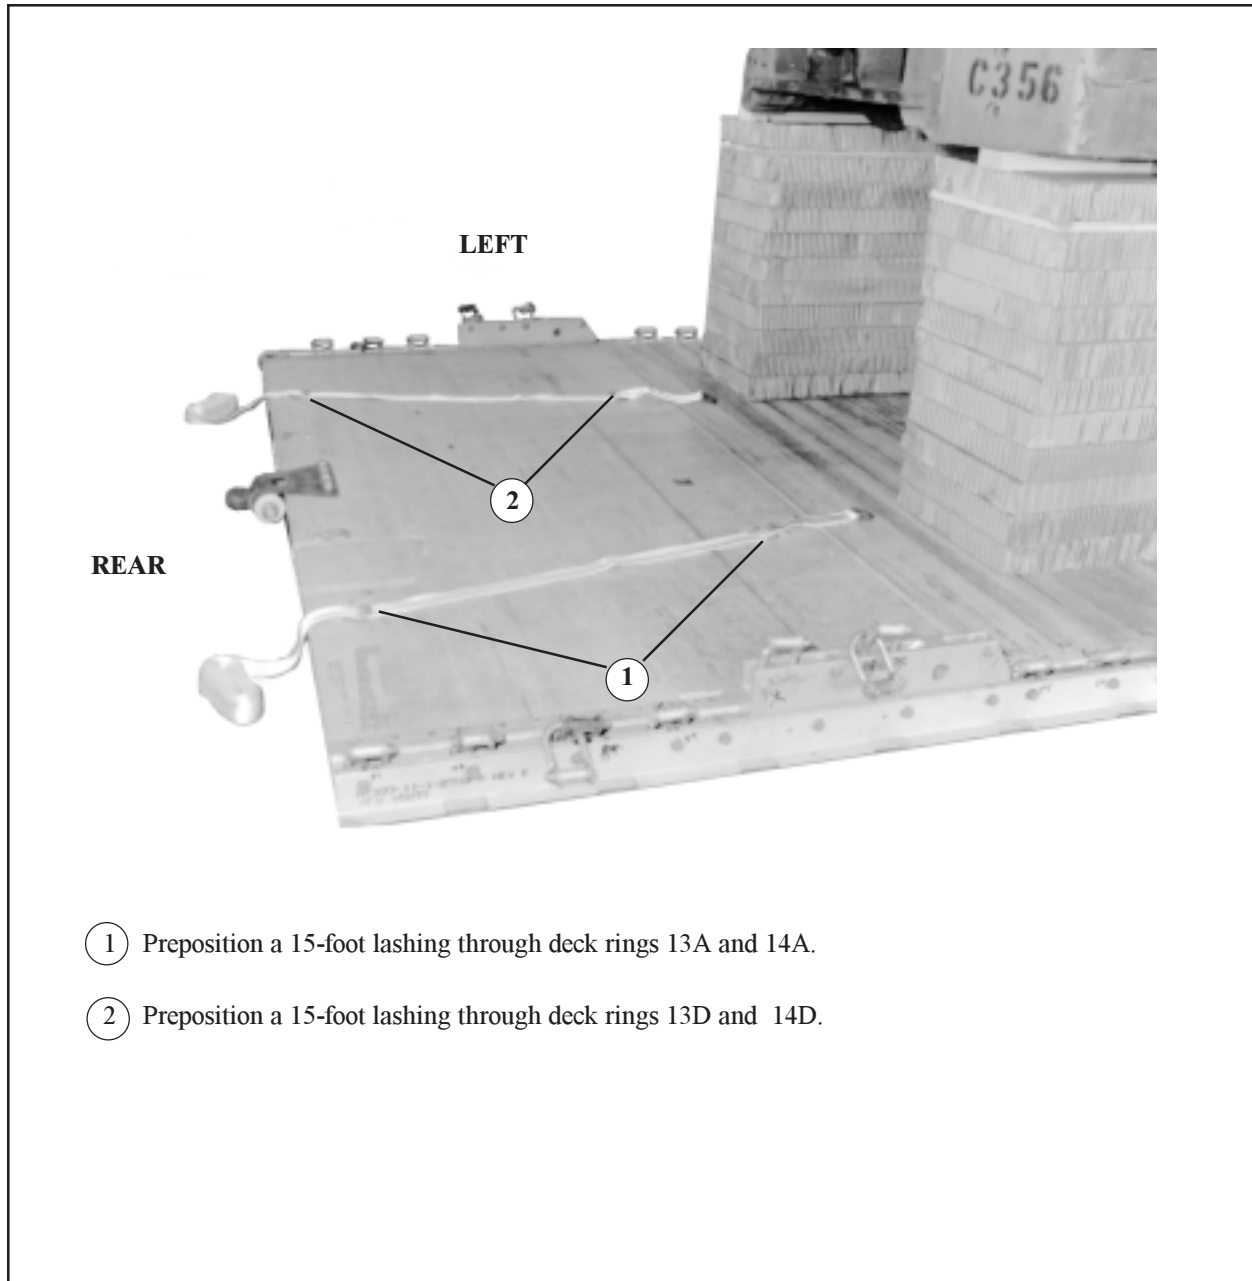 C356
LEFT
2
REAR
1
1 Preposition a 15-foot lashing through deck rings 13A and 14A.
2 Preposition a 15-foot lashing through deck rings 13D and 14D.